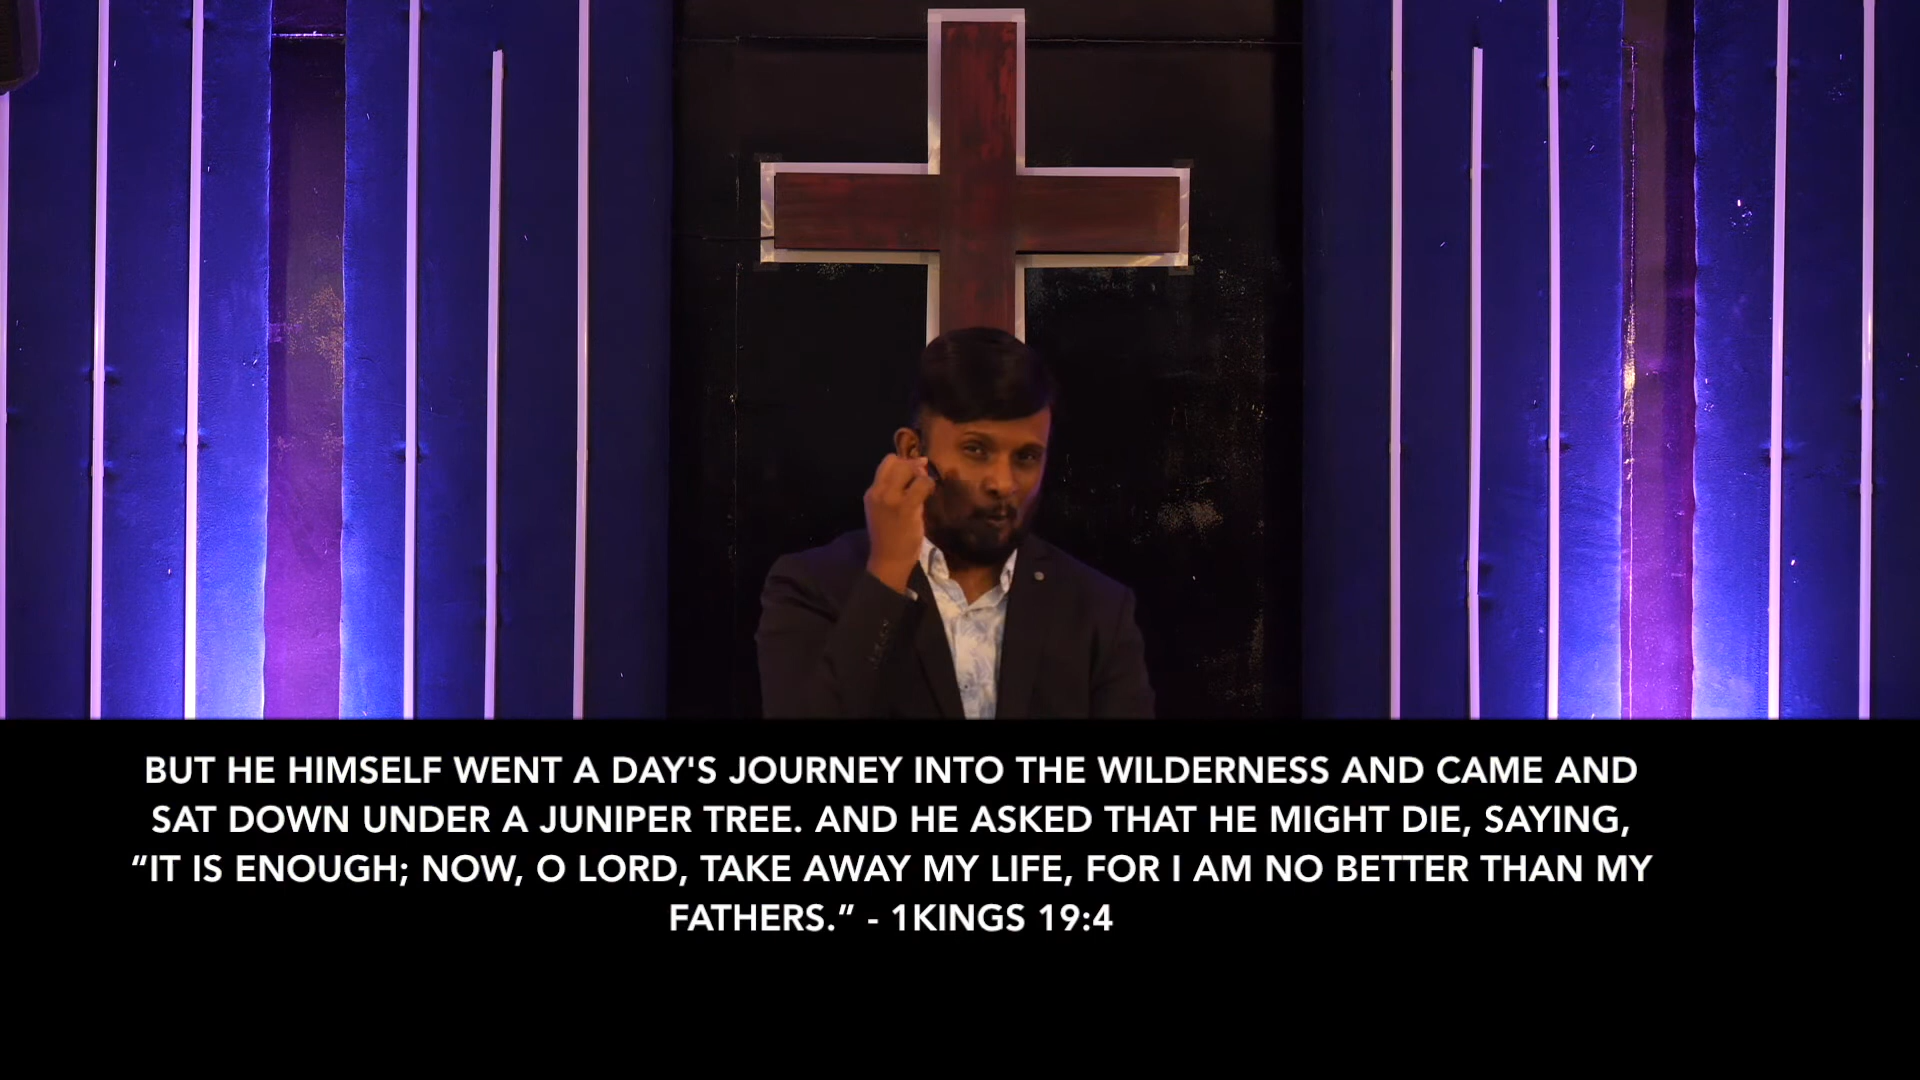 BUT HE HIMSELF WENT A DAY'S JOURNEY INTO THE WILDERNESS AND CAME AND
SAT DOWN UNDER A JUNIPER TREE. AND HE ASKED THAT HE MIGHT DIE, SAYING,
“IT IS ENOUGH; NOW, O LORD, TAKE AWAY MY LIFE, FOR I AM NO BETTER THAN MY
FATHERS.” - 1KINGS 19:4